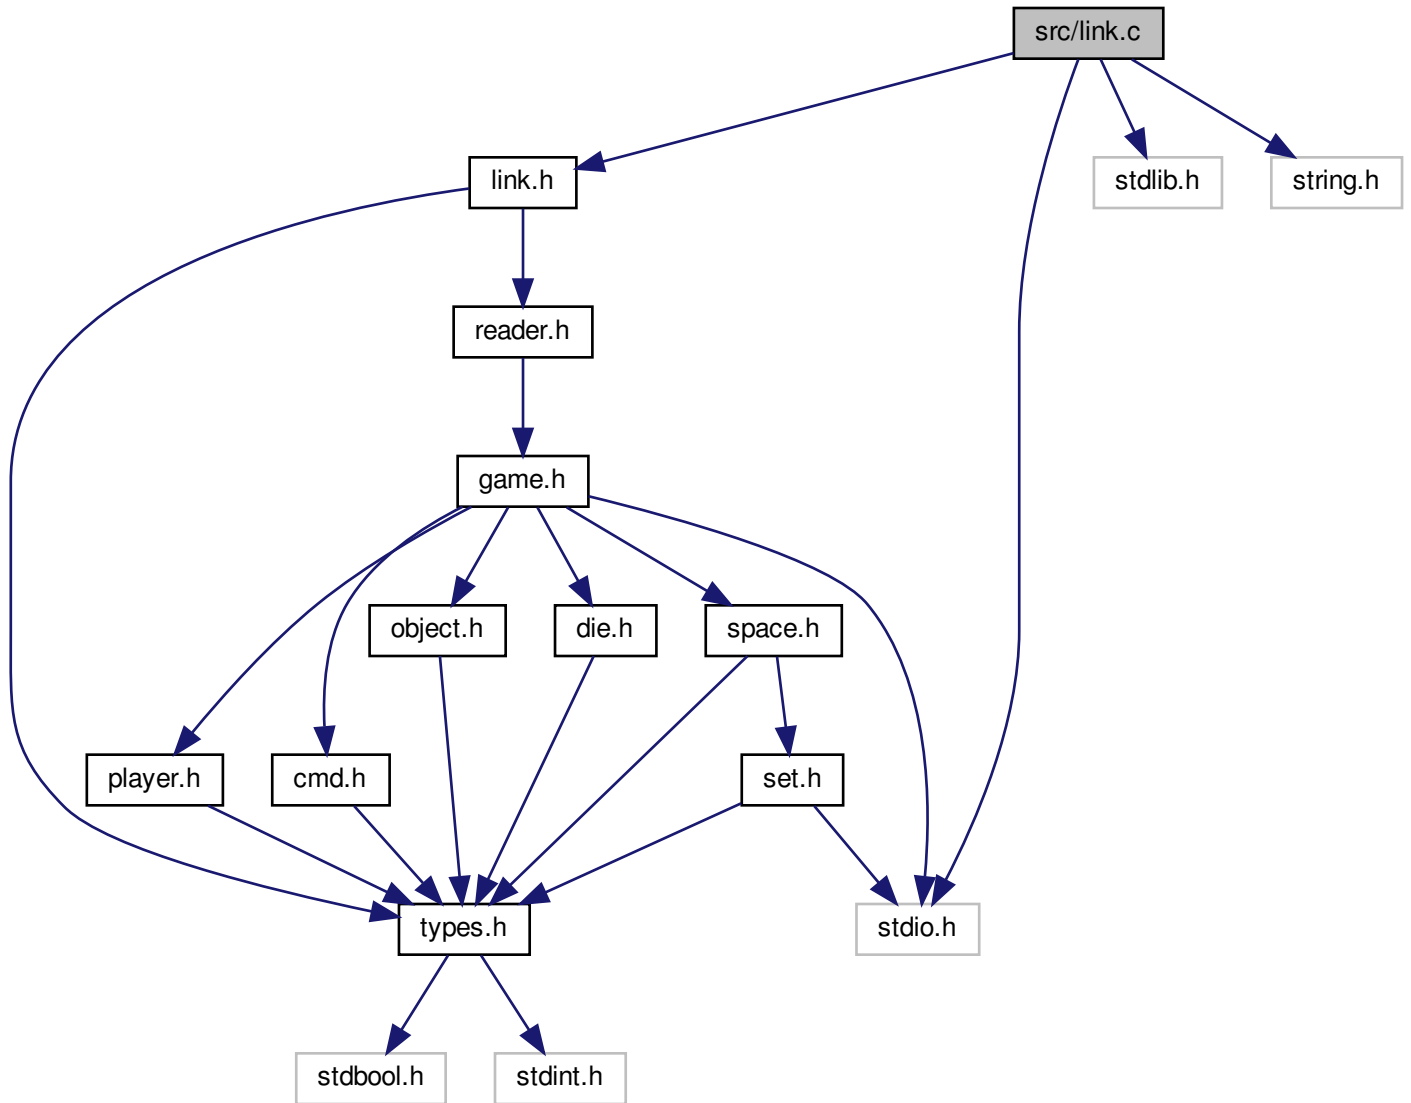 src/link.c
link.h
stdlib.h
string.h
reader.h
game.h
object.h
die.h
space.h
player.h
cmd.h
set.h
types.h
stdio.h
stdbool.h
stdint.h